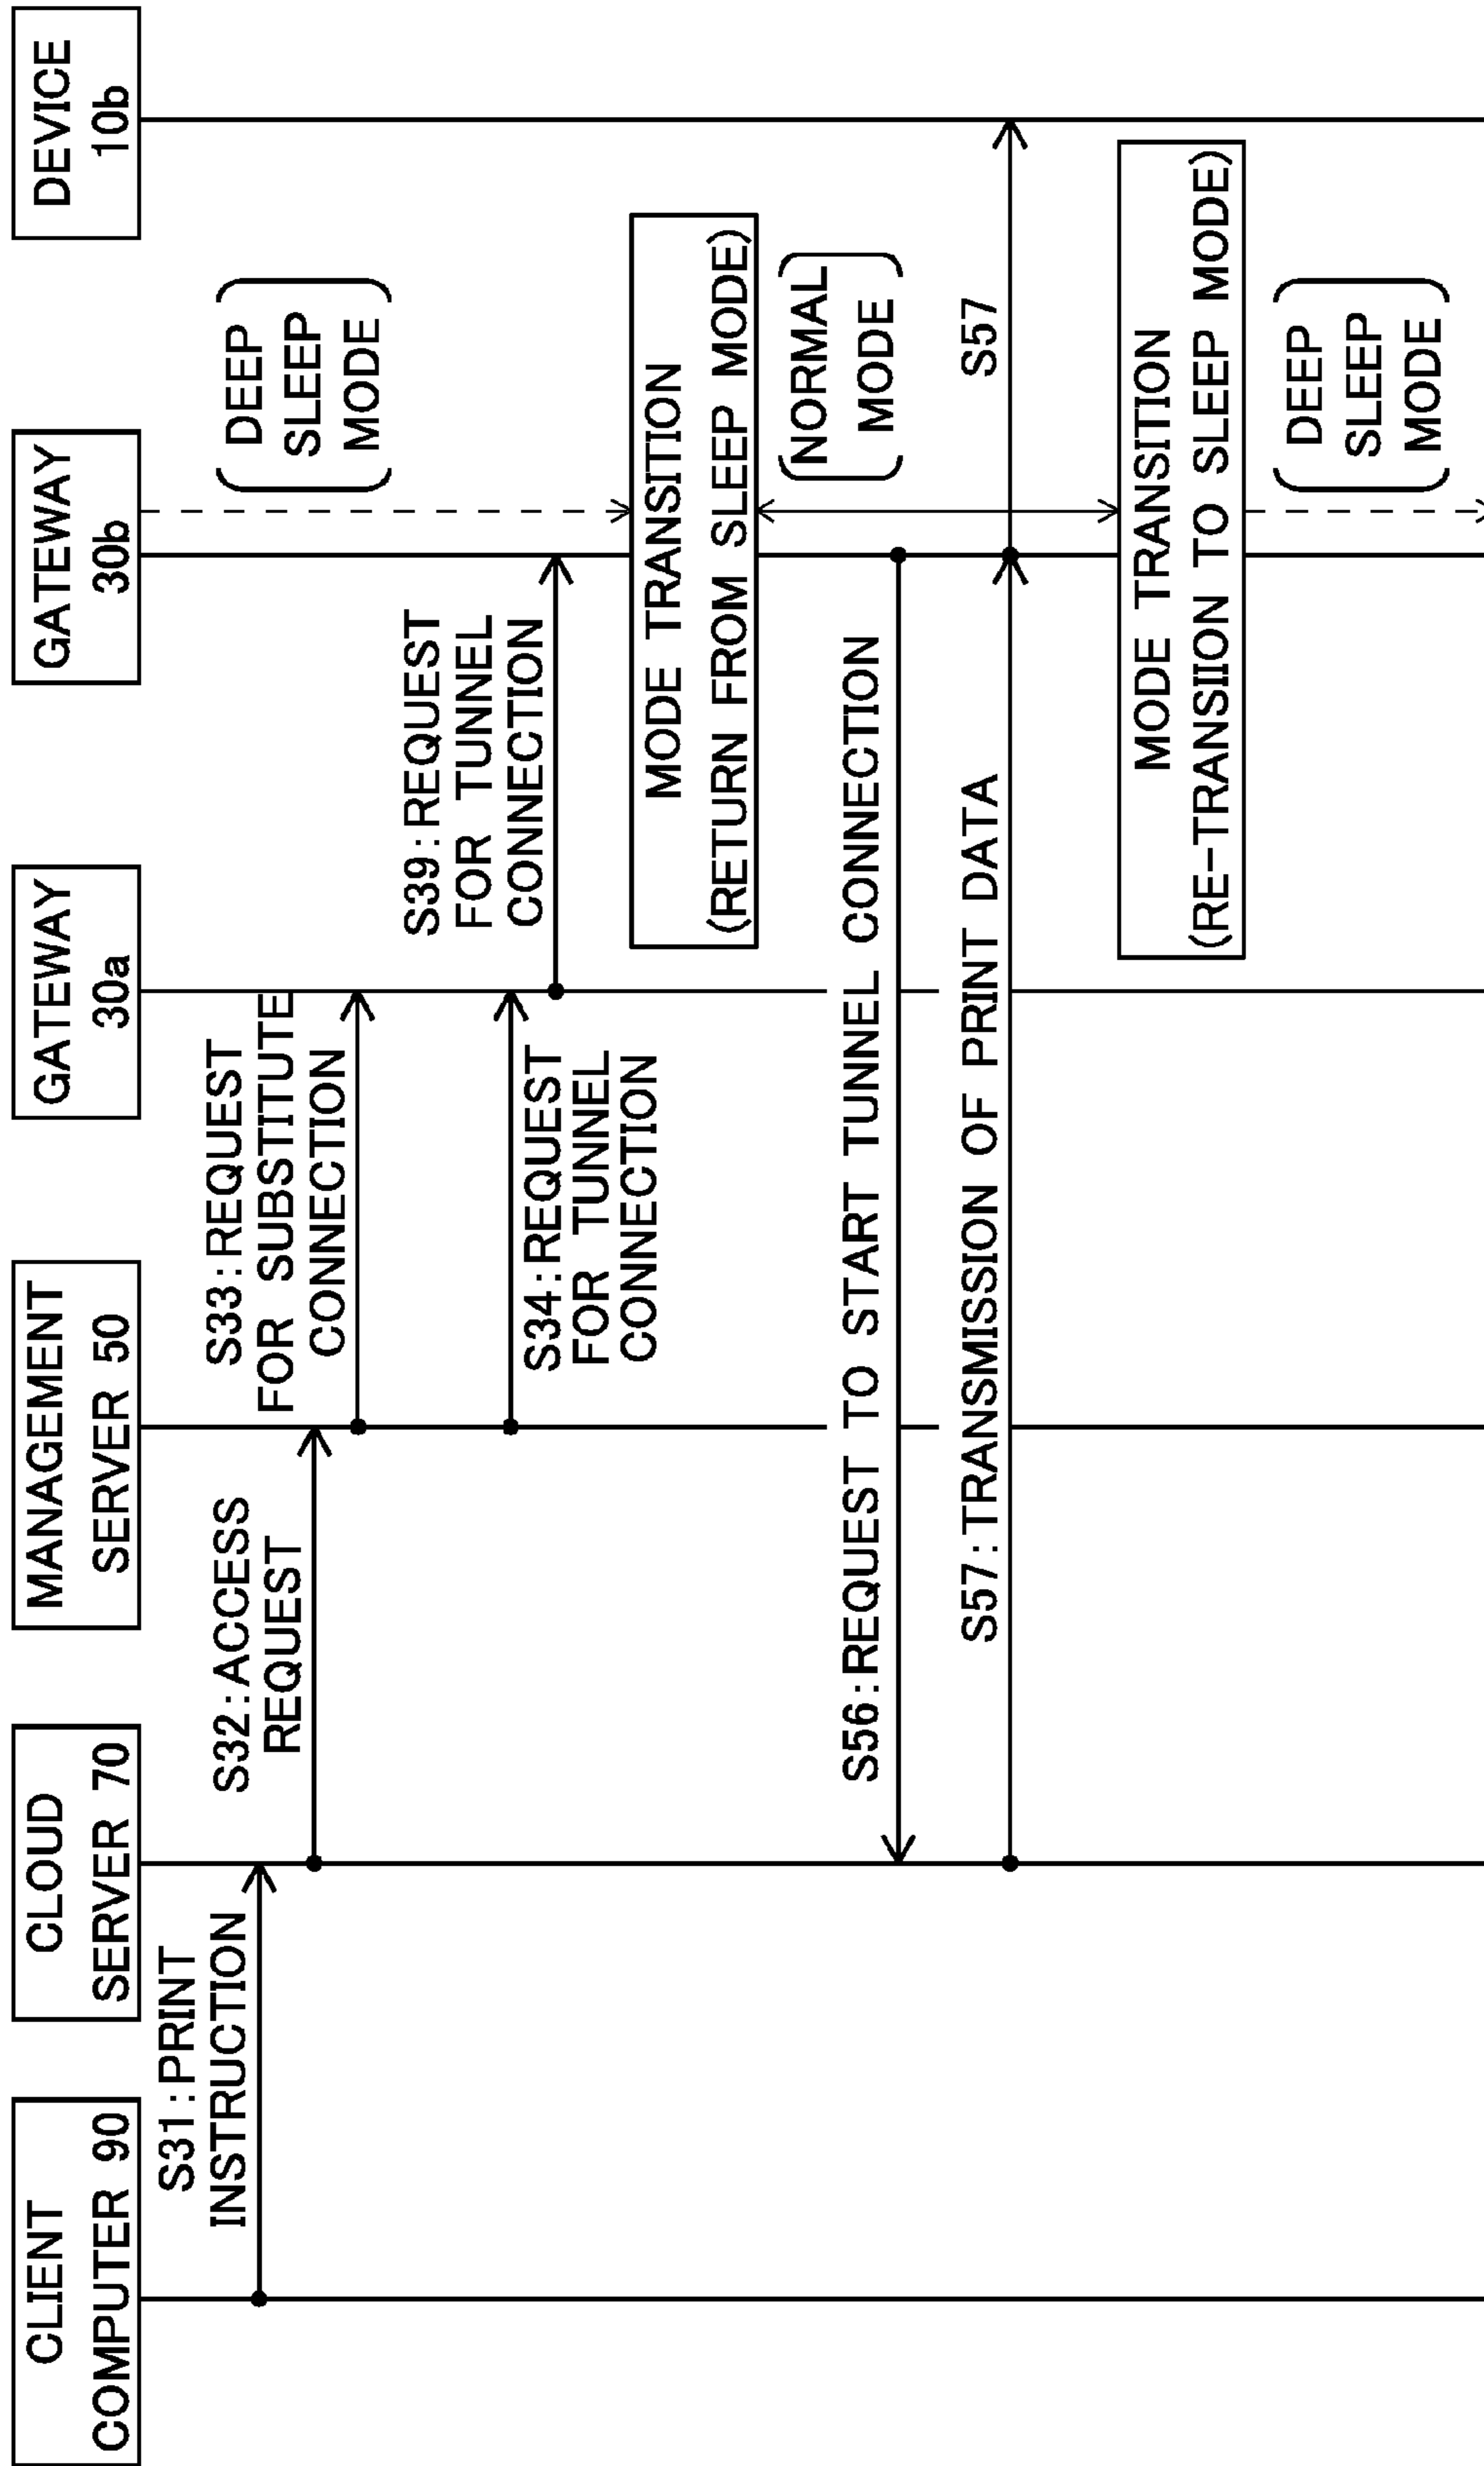 CLIENT
COMPUTER 90
CLOUD
SERVER 70
MANAGEMENT
SERVER 50
GATEWAY
30a
GATEWAY
30b
DEVICE
10b
S31:PRINT
INSTRUCTION
S32:ACCESS
REQUEST
S33:REQUEST
FOR SUBSTITUTE
CONNECTION
DEEP
SLEEP
MODE
S34:REQUEST
FOR TUNNEL
CONNECTION
S39:REQUEST
FOR TUNNEL
CONNECTION
MODE TRANSITION
(RETURN FROM SLEEP MODE)
NORMAL
MODE
S56:REQUEST TO START TUNNEL CONNECTION
S57:TRANSMISSION OF PRINT DATA
S57
MODE TRANSITION
(RE-TRANSIION TO SLEEP MODE)
DEEP
SLEEP
MODE